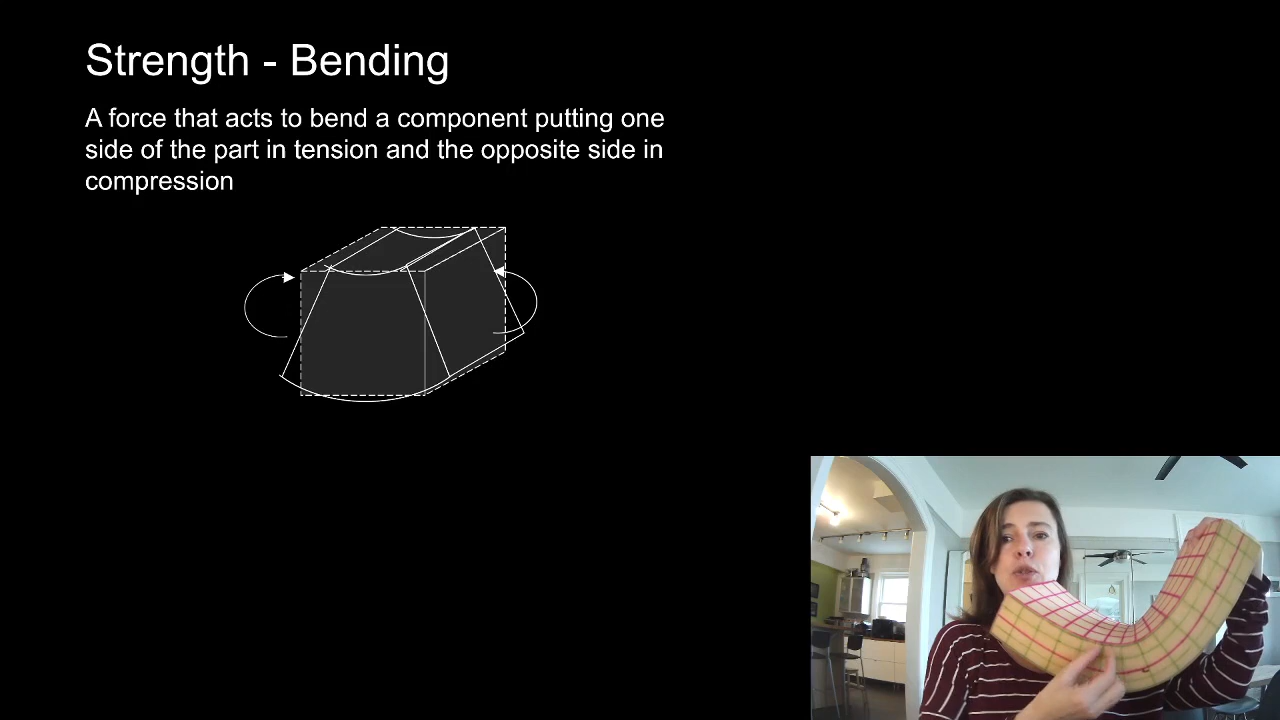 Strength - Bending
A force that acts to bend a component putting one
side of the part in tension and the opposite side in
compression